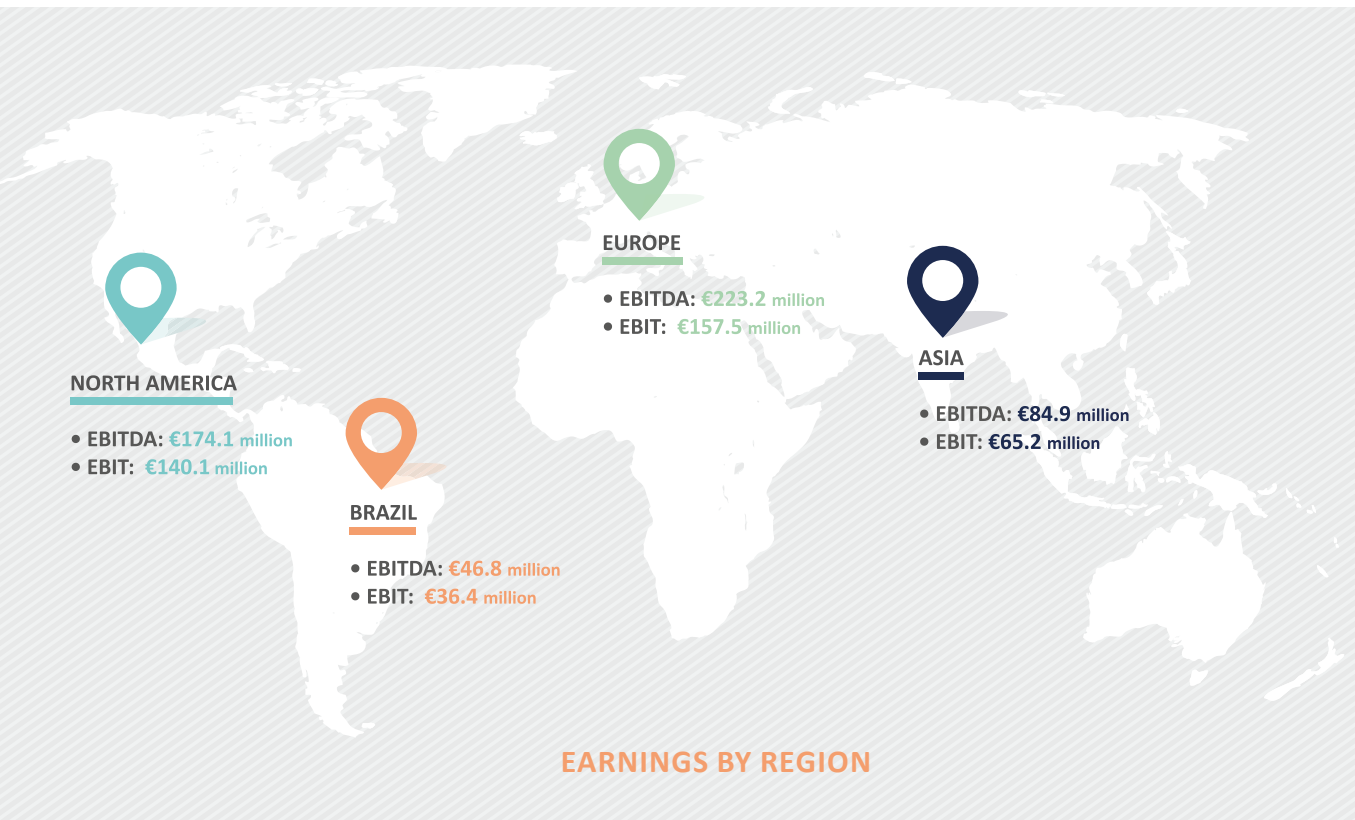 EUROPE
• EBITDA: €223.2 million
• EBIT: €157.5 million
ASIA
• EBITDA: €84.9 million
• EBIT: €65.2 million
NORTH AMERICA
• EBITDA: €174.1 million
• EBIT: €140.1 million
BRAZIL
• EBITDA: €46.8 million
• EBIT: €36.4 million
EARNINGS BY REGION